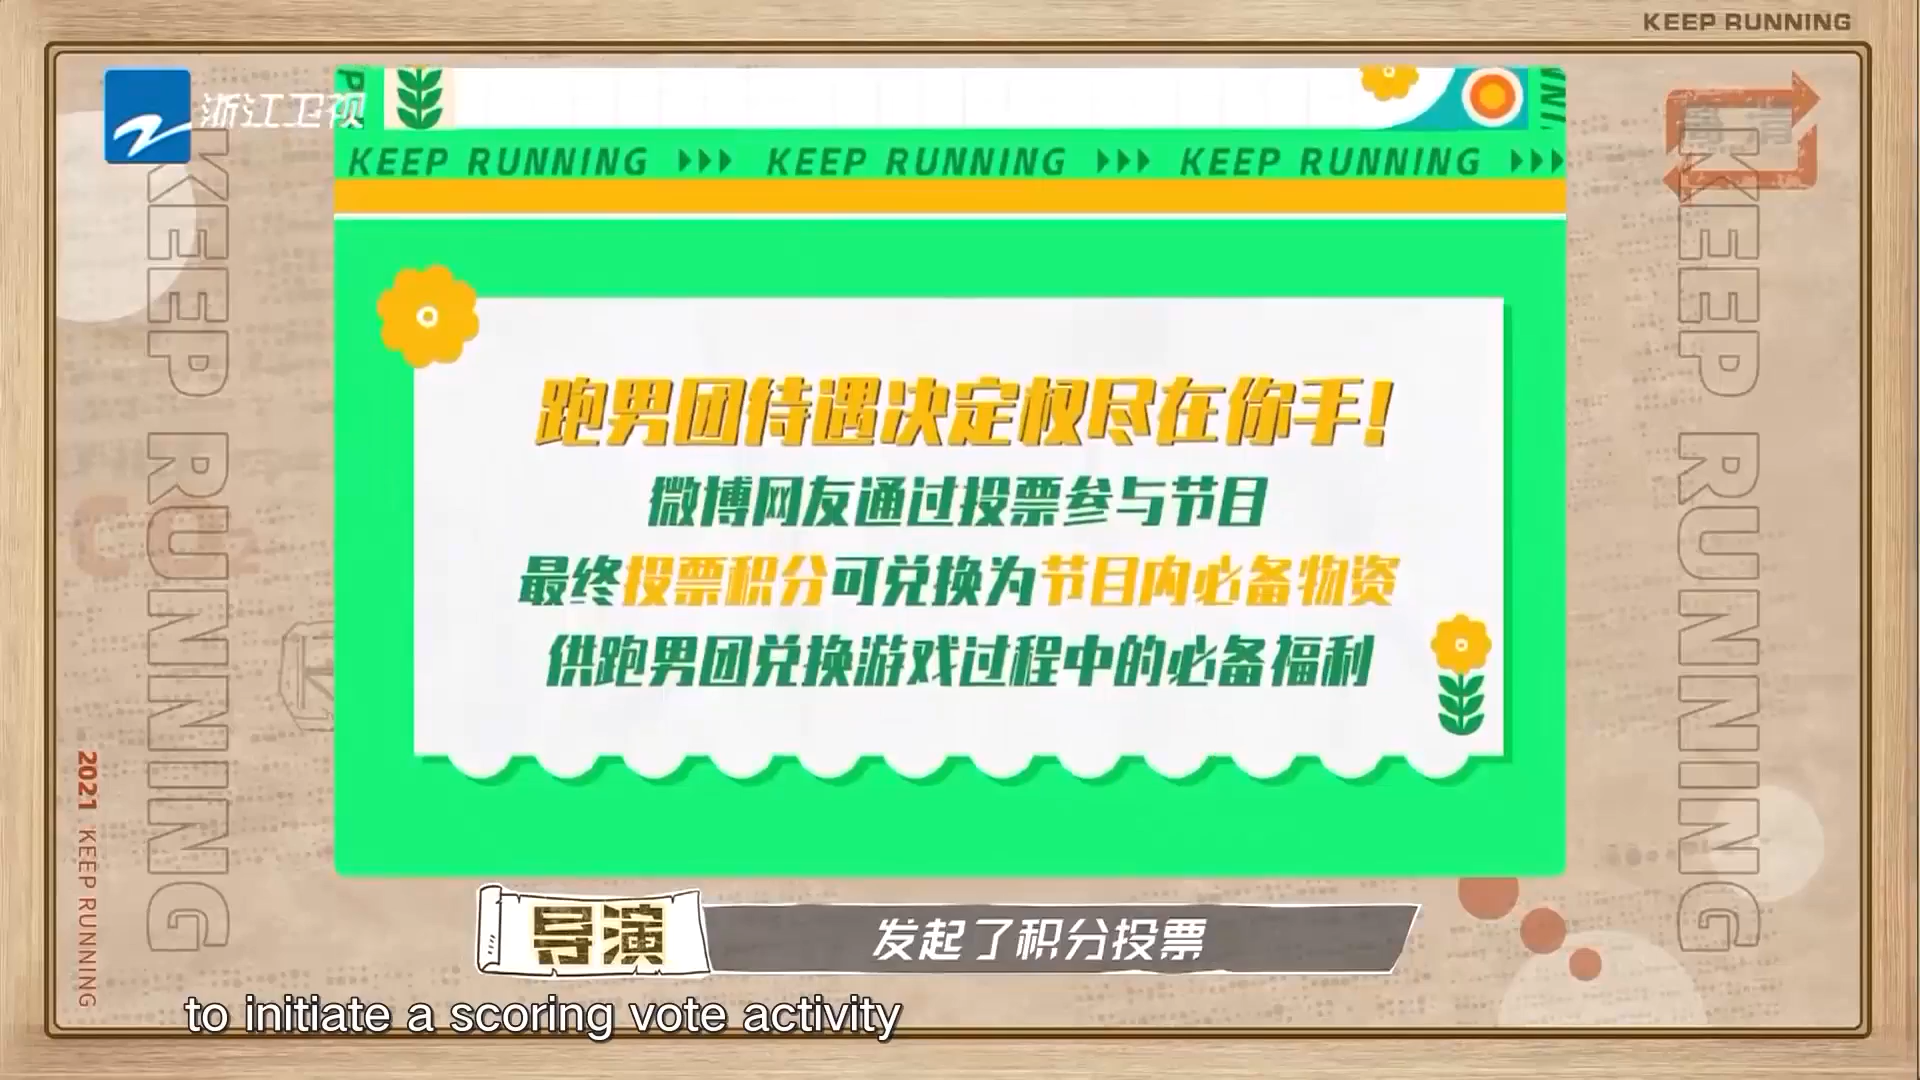 KEEP RUNNING
浙江卫视
KEEP RUNNING KEEP RUNNING KEEP RUNNING
KEEP RUNNING
KEEP RUNNING
跑男团待遇决定权尽在你手!
微博网友通过投票参与节目
最终投票积分可兑换为节目内必备物资
供跑男团兑换游戏过程中的必备福利
2021 KEEP RUNNING
导演 发起了积分投票
to initiate a scoring vote activity